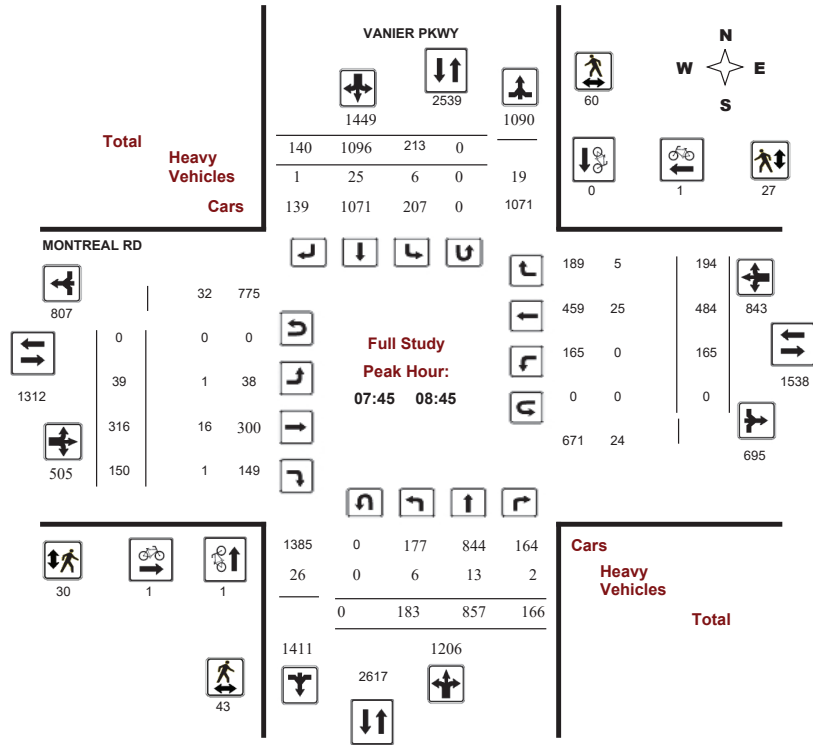 VANIER PKWY
N
W E
S
2539
1449
1090
60
Total
140 1096 213 0
Heavy
Vehicles
1 25 6 0 19
Cars
139 1071 207 0 1071
0 1 27
MONTREAL RD
807
32 775
189 5 194
843
0 0 0
459 25 484
1312
39 1 38
Full Study
Peak Hour:
07:45 08:45
165 0 165
1538
0 0 0
316 16 300
505
671 24
695
150 1 149
1385 0 177 844 164
Cars
26 0 6 13 2
Heavy
Vehicles
0 183 857 166
Total
30 1 1
1411
1206
2617
43